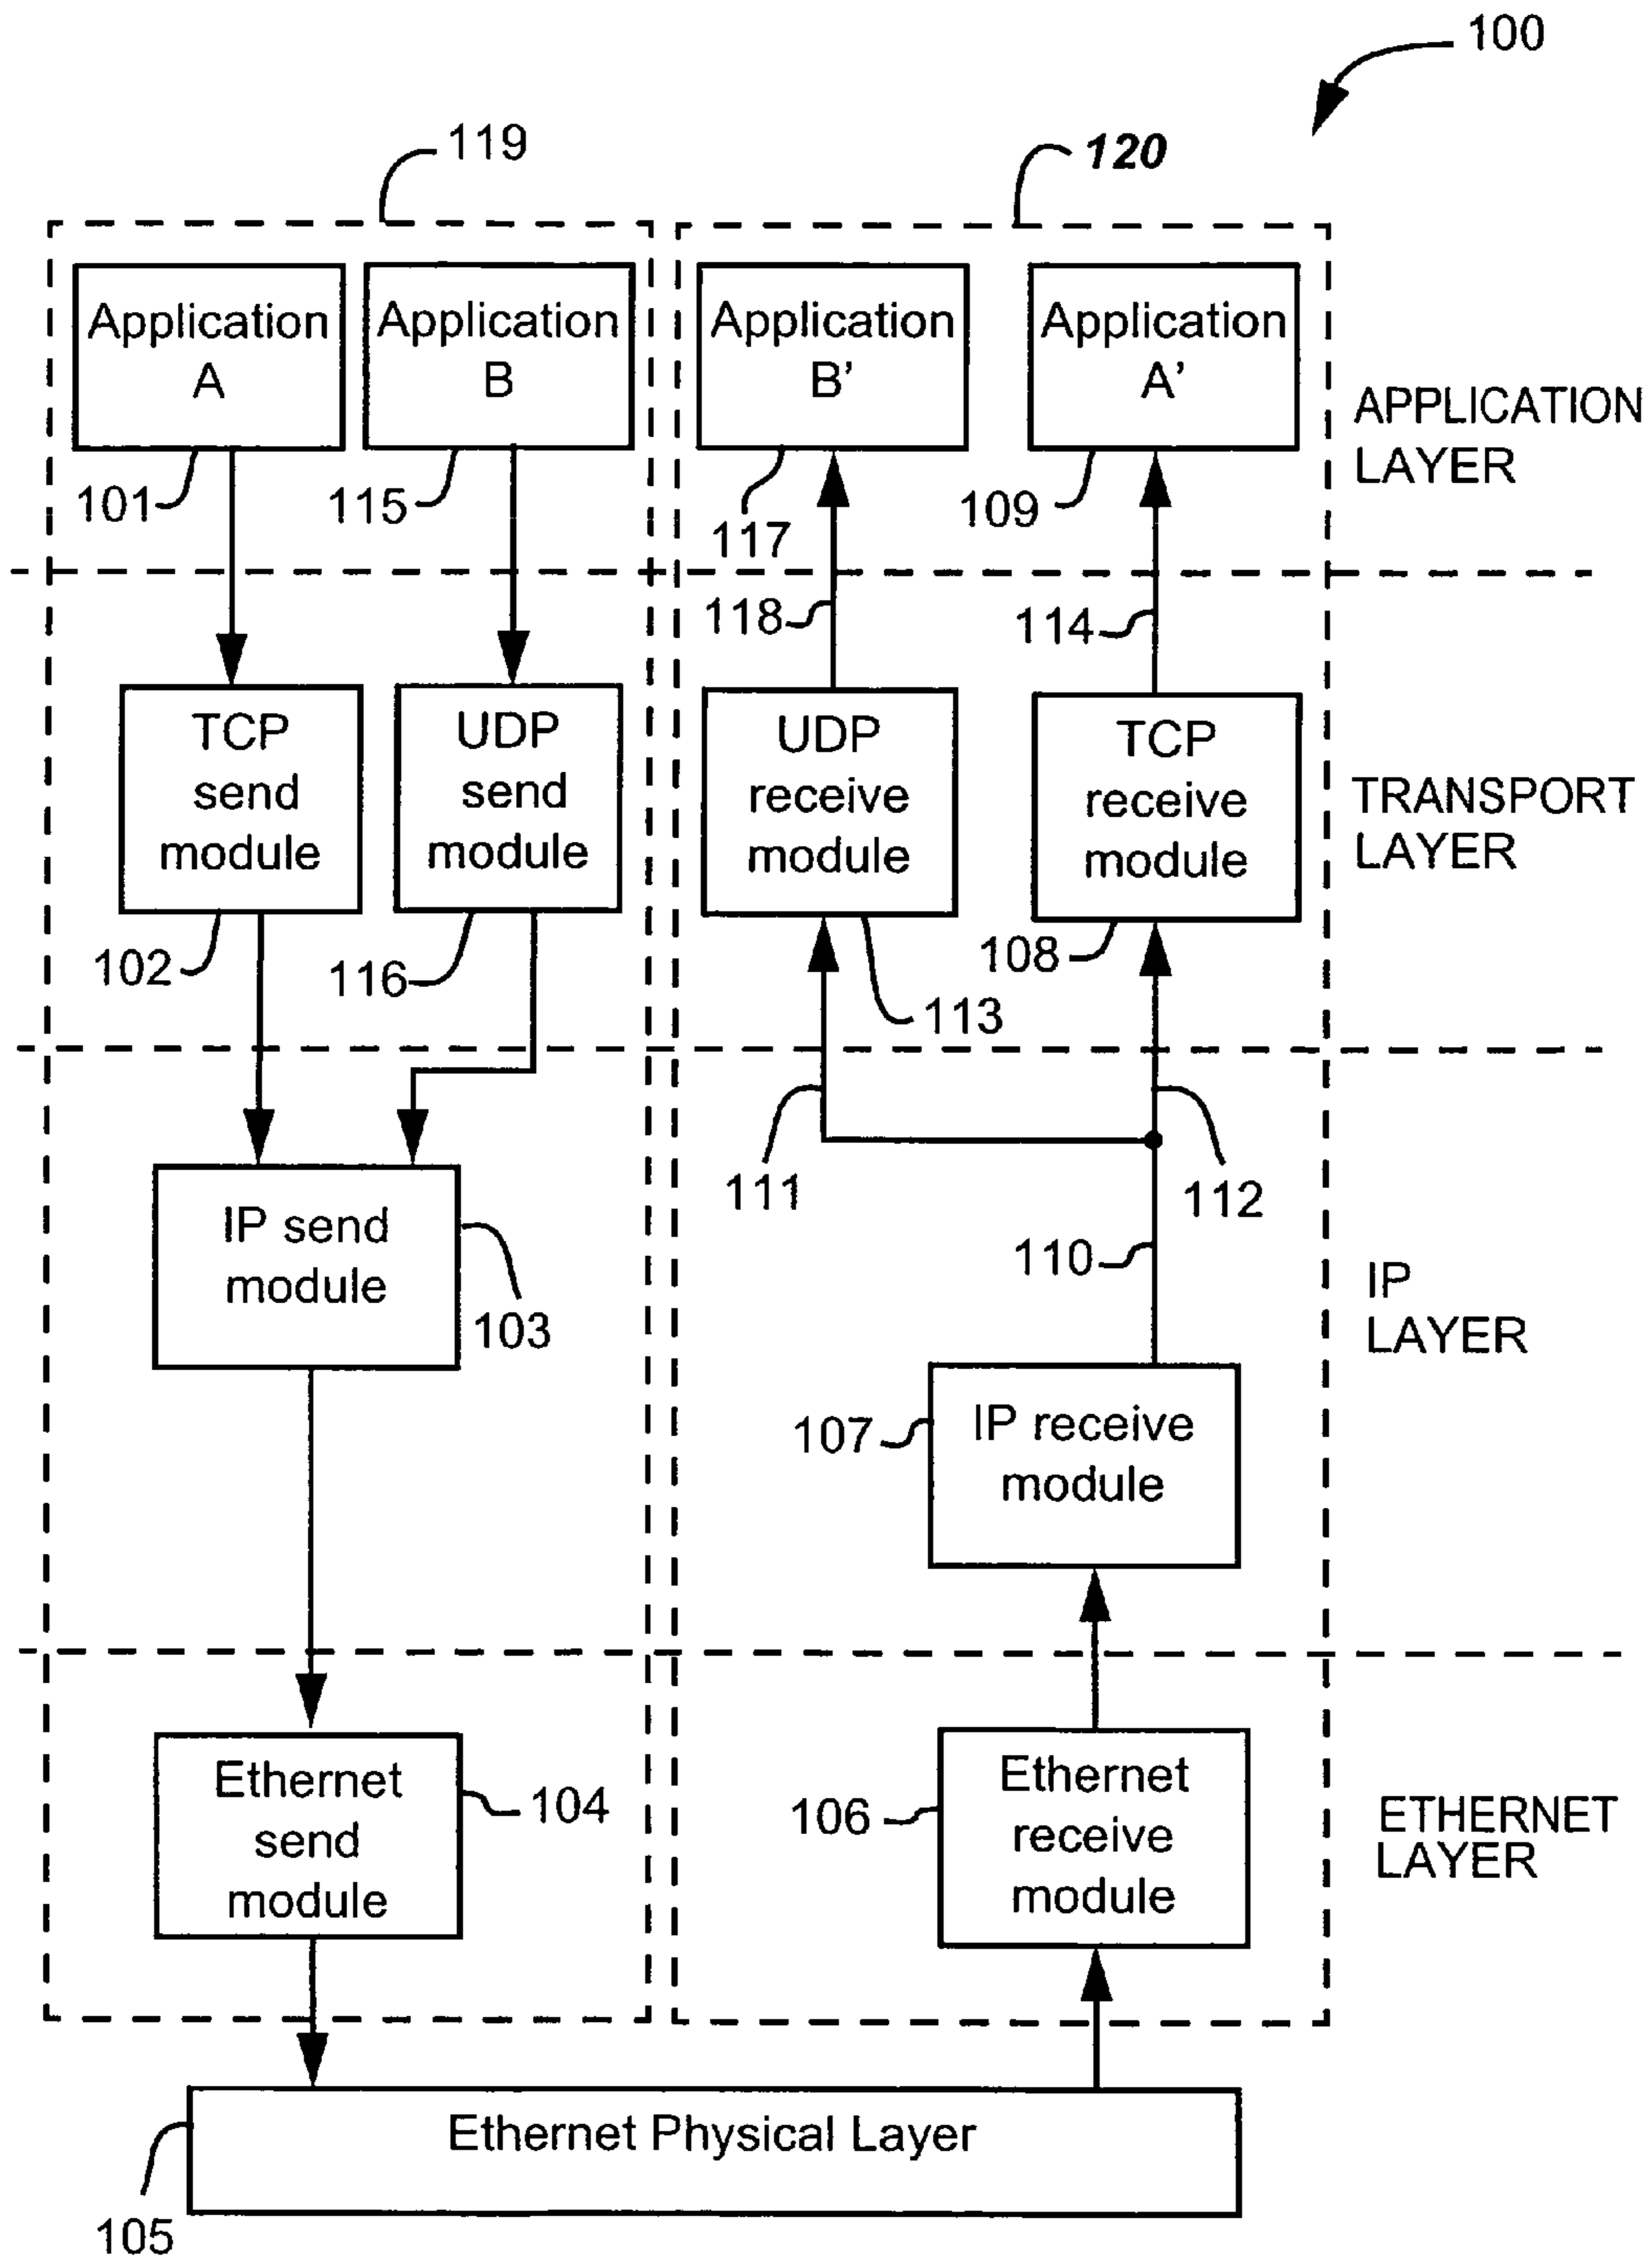 100
119
120
Application
A
Application
B
Application
B’
Application
A'
APPLICATION
LAYER
101
115
117
109
118
114
TCP
send
module
UDP
send
module
UDP
receive
module
TCP
receive
module
TRANSPORT
LAYER
102
116
113
108
111
112
110
IP send
module
103
IP
LAYER
107
IP receive
module
Ethernet
send
module
104
106
Ethernet
receive
module
ETHERNET
LAYER
Ethernet Physical Layer
105